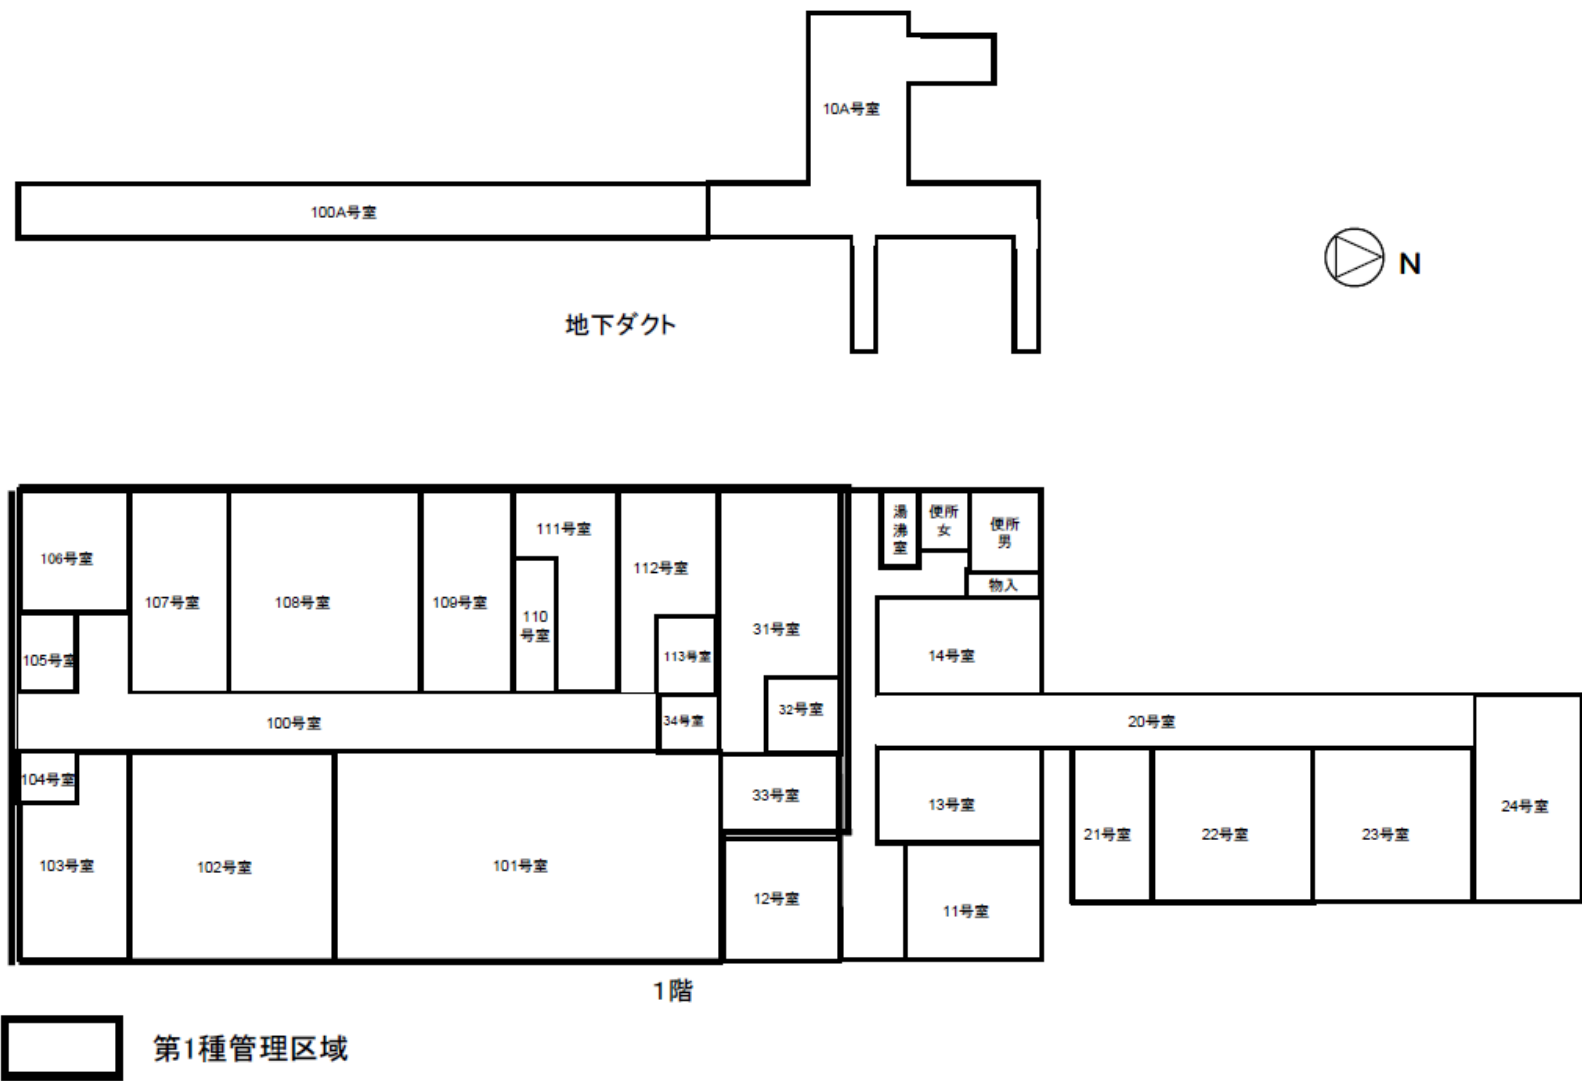 10A号室
100A号室
N
地下ダクト
106号室
107号室
108号室
109号室
111号室
110
号室
112号室
113号室
105号室
31号室
32号室
34号室
100号室
湯
沸
室
便所
女
便所
男
物入
14号室
20号室
104号室
103号室
102号室
101号室
33号室
12号室
13号室
11号室
21号室
22号室
23号室
24号室
1階
第1種管理区域